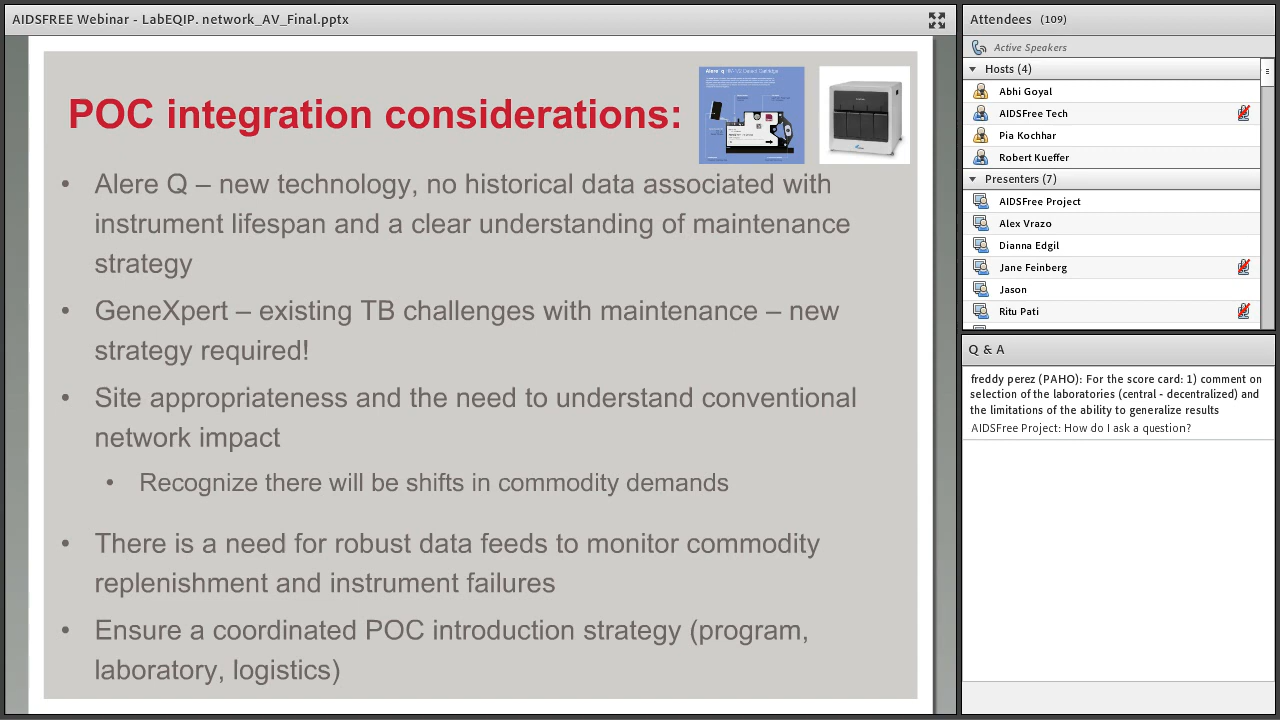 AIDSFREE Webinar - LabEQIP. network_AV_Final.pptx
POC integration considerations:
• Alere Q – new technology, no historical data associated with
instrument lifespan and a clear understanding of maintenance
strategy
• GeneXpert – existing TB challenges with maintenance – new
strategy required!
• Site appropriateness and the need to understand conventional
network impact
• Recognize there will be shifts in commodity demands
• There is a need for robust data feeds to monitor commodity
replenishment and instrument failures
• Ensure a coordinated POC introduction strategy (program,
laboratory, logistics)
Attendees (109)
Active Speakers
Hosts (4)
Abhi Goyal
AIDSFree Tech
Pia Kochhar
Robert Kueffer
Presenters (7)
AIDSFree Project
Alex Vrazo
Dianna Edgil
Jane Feinberg
Jason
Ritu Pati
Q & A
freddy perez (PAHO): For the score card: 1) comment on
selection of the laboratories (central - decentralized) and
the limitations of the ability to generalize results
AIDSFree Project: How do I ask a question?